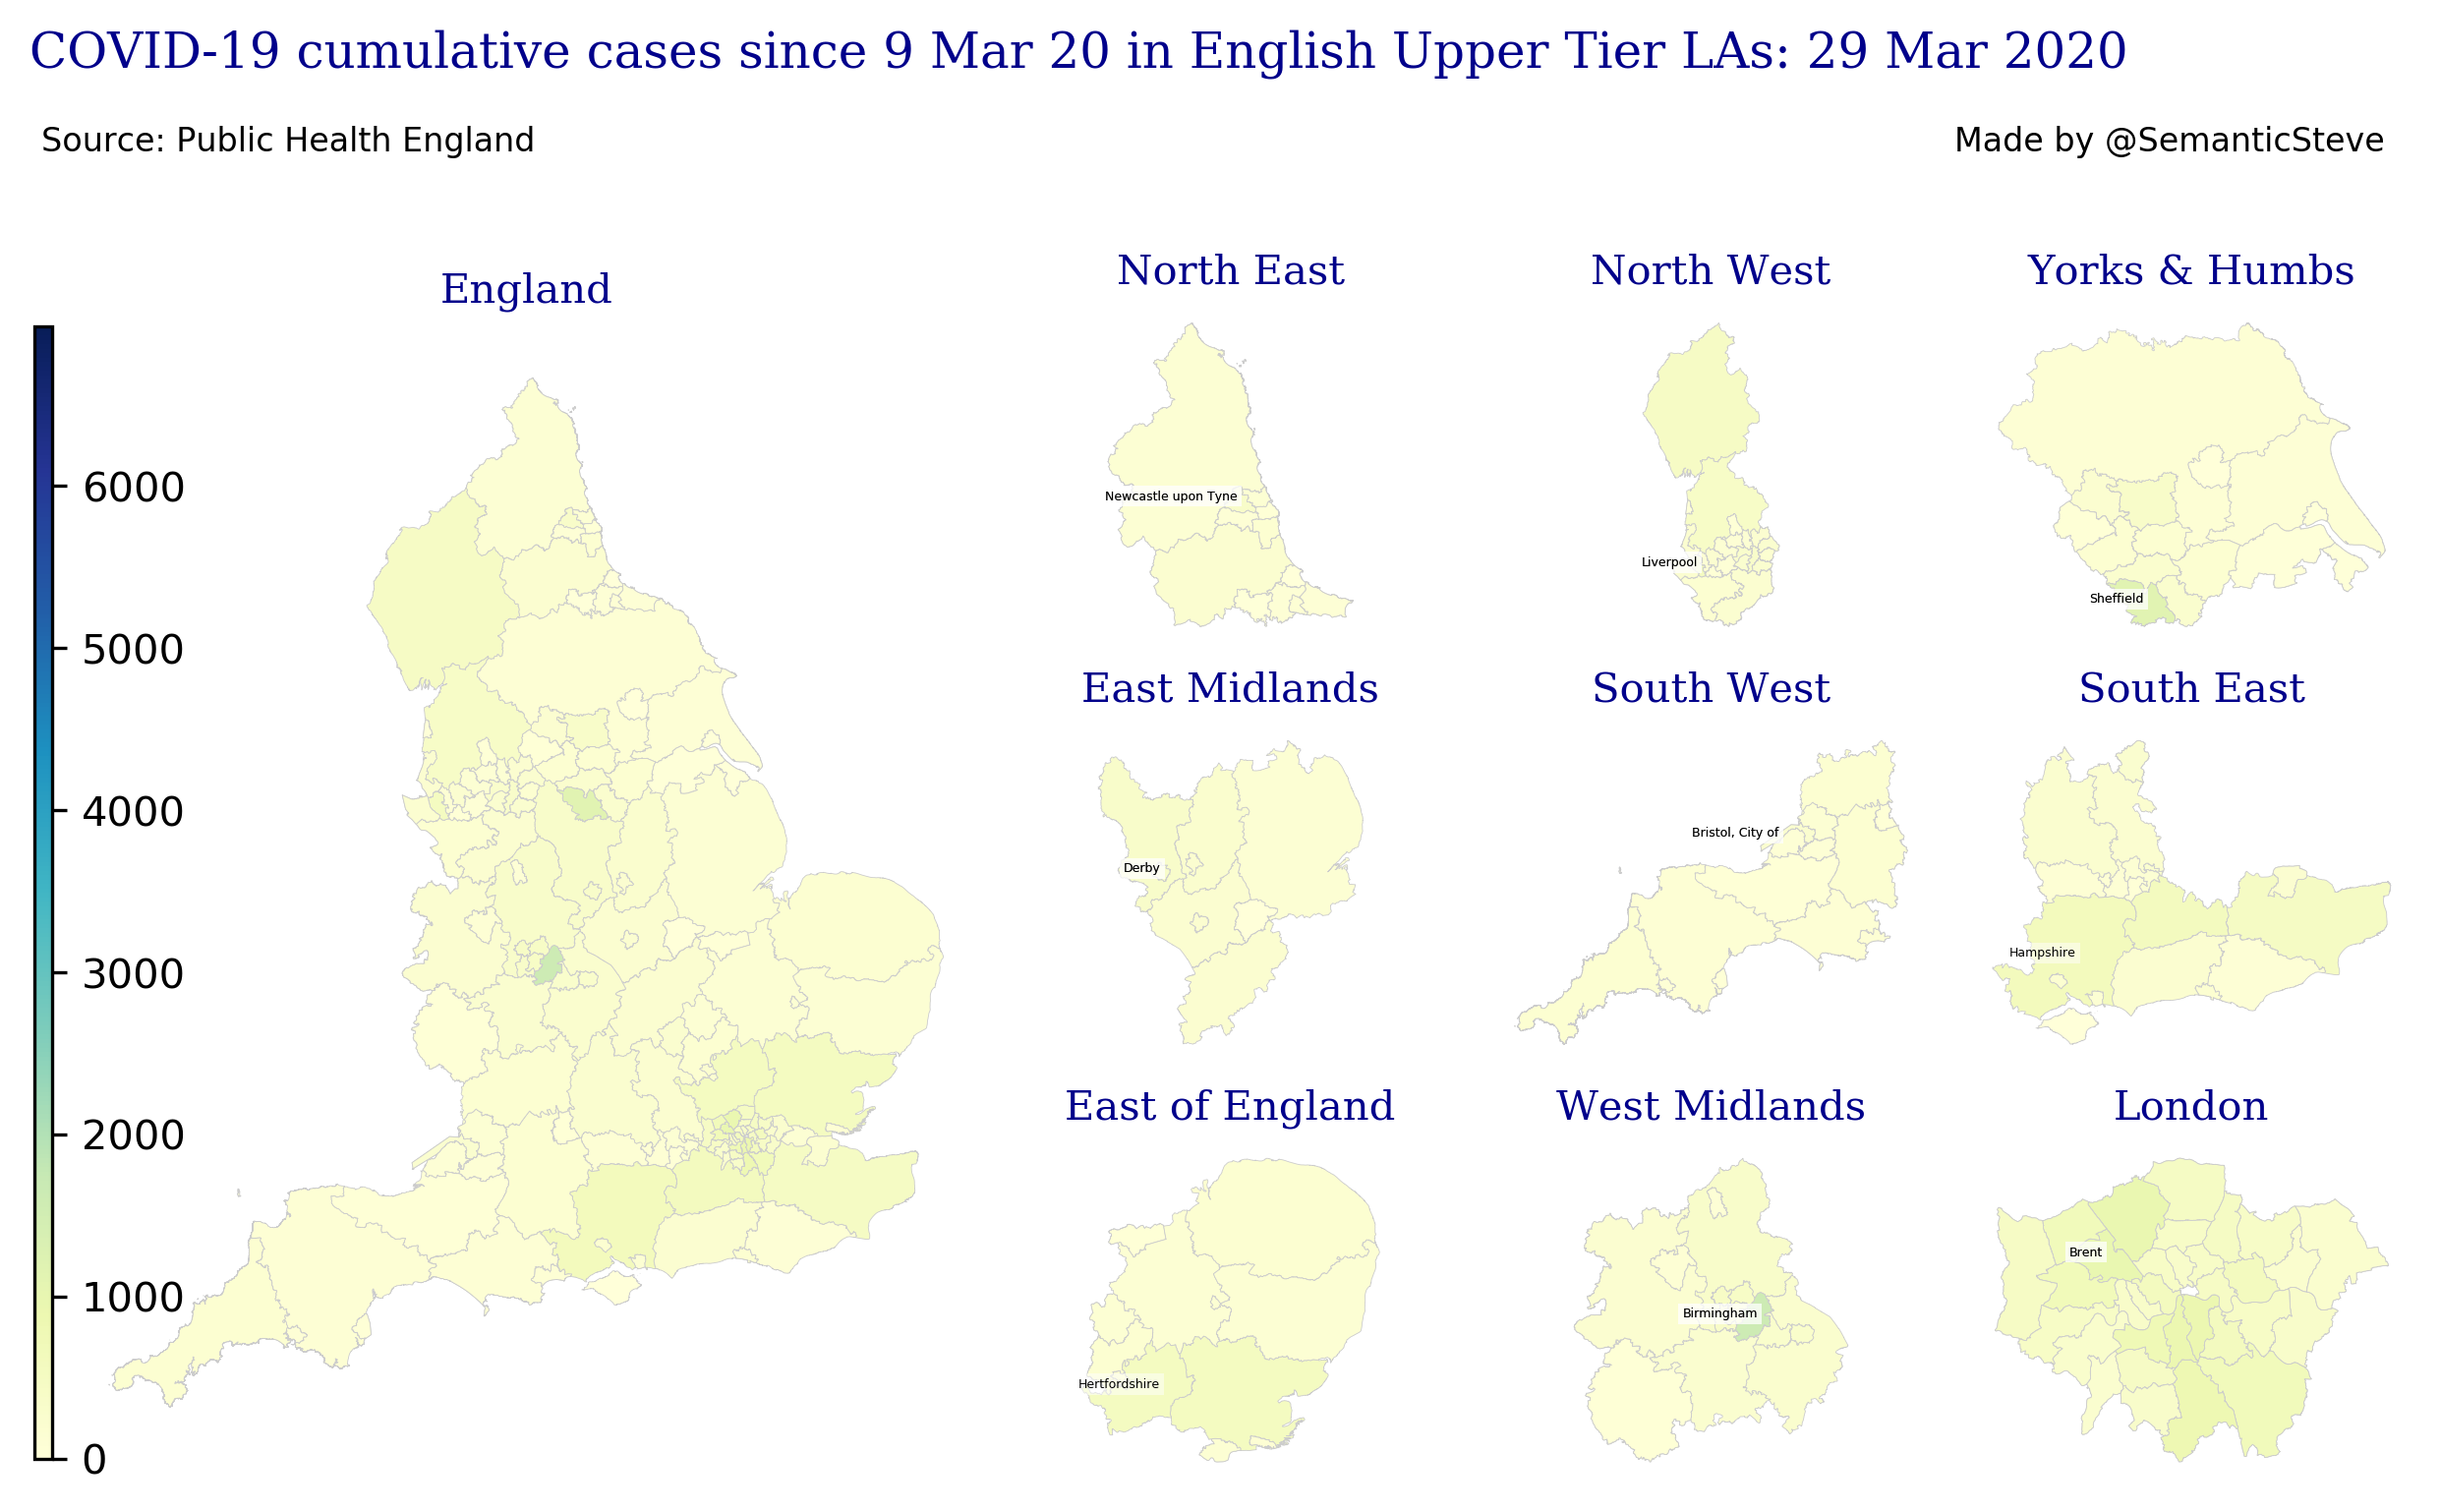 COVID-19 cumulative cases since 9 Mar 20 in English Upper Tier LAs: 29 Mar 2020
Source: Public Health England
Made by @SemanticSteve
England
6000
5000
4000
3000
2000
1000
0
North East
Newcastle upon Tyne
North West
Liverpool
Yorks & Humbs
Sheffield
East Midlands
Derby
South West
Bristol, City of
South East
Hampshire
East of England
Hertfordshire
West Midlands
Birmingham
London
Brent